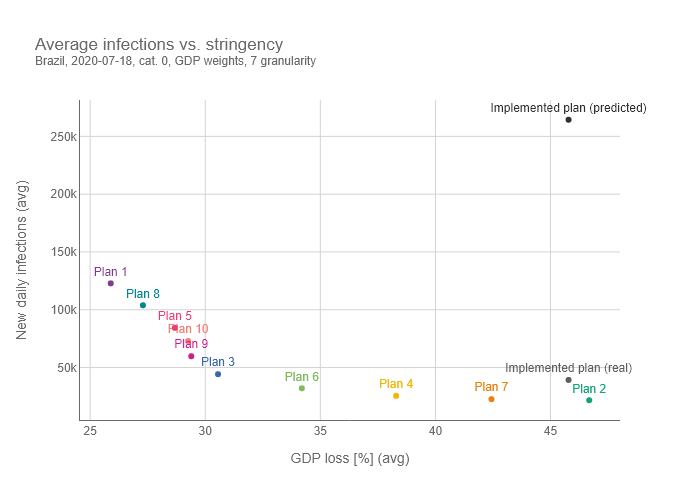 Average infections vs. stringency
Brazil, 2020-07-18, cat. 0, GDP weights, 7 granularity
Implemented plan (predicted)
250k
200k
150k
100k
50k
New daily infections (avg)
Plan 1
Plan 8
Plan 5
Plan 10
Plan 9
Plan 3
Plan 6
Plan 4
Plan 7
Implemented plan (real)
Plan 2
25
30
35
40
45
GDP loss [%] (avg)